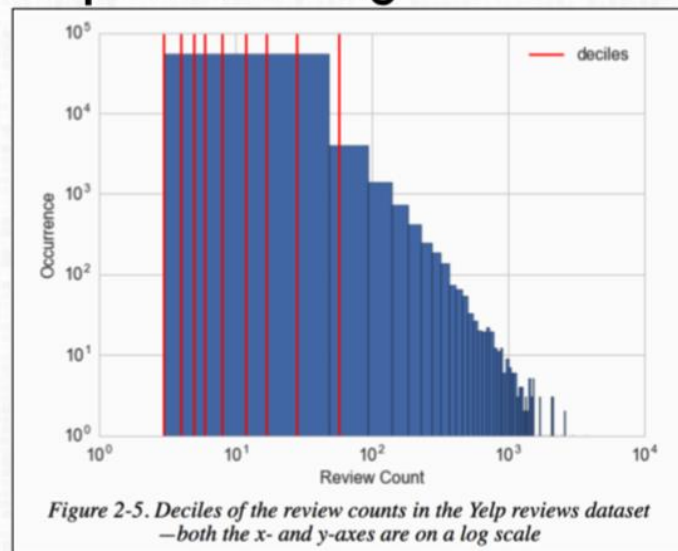 10⁵
deciles
10⁴
10³
Occurrence
10²
10¹
10⁰
10⁰ 10¹ 10² 10³ 10⁴
Review Count
Figure 2-5. Deciles of the review counts in the Yelp reviews dataset
—both the x- and y-axes are on a log scale